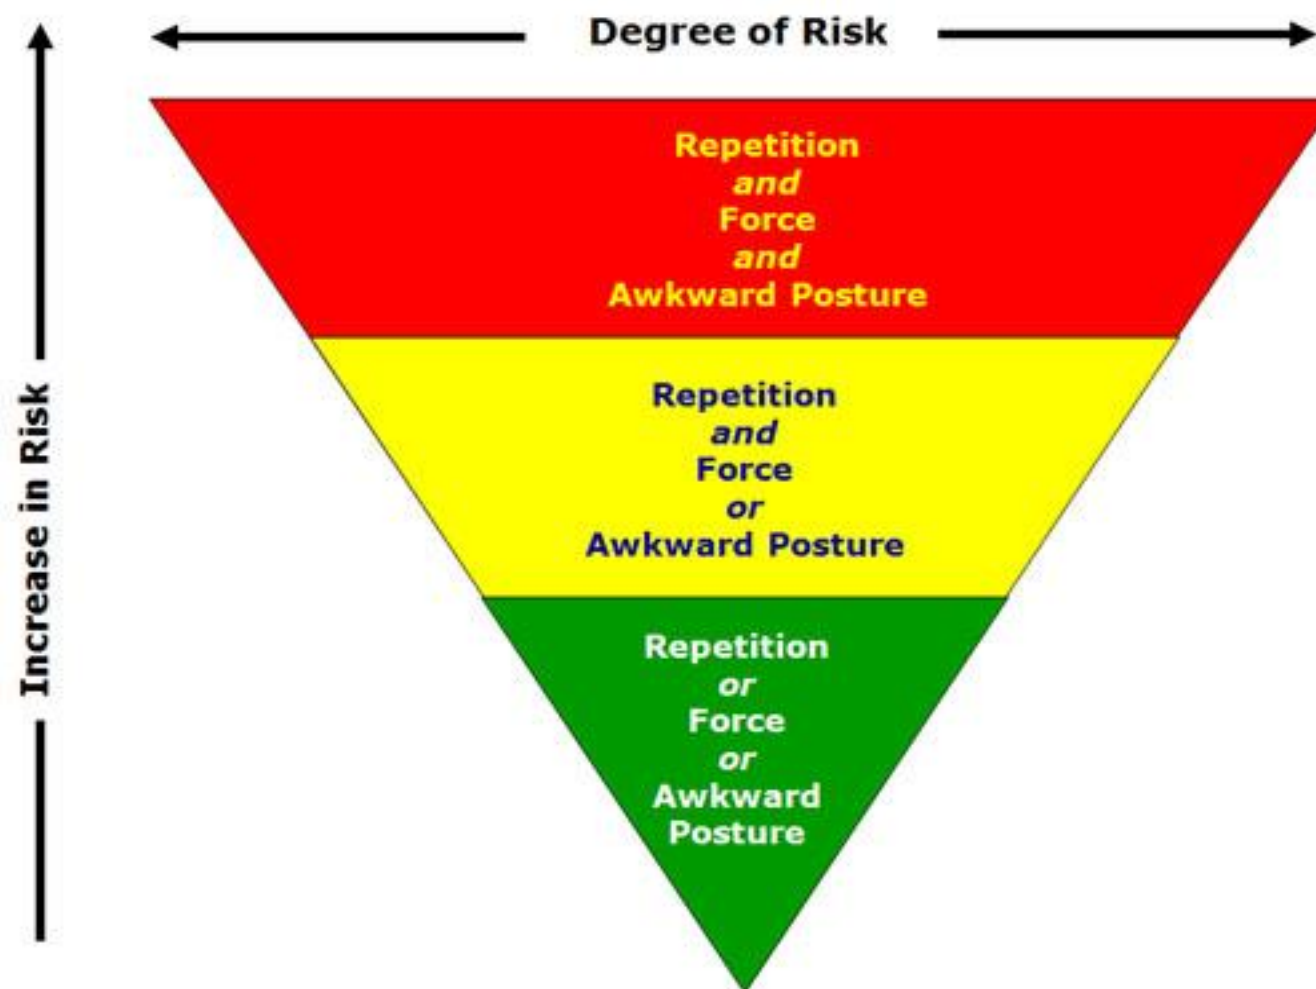 Degree of Risk
Increase in Risk
Repetition
and
Force
and
Awkward Posture
Repetition
and
Force
or
Awkward Posture
Repetition
or
Force
or
Awkward
Posture